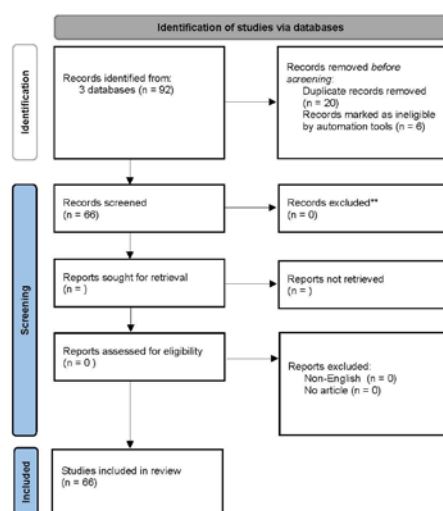 Identification of studies via databases
Identification
Records identified from:
3 databases (n = 92)
Records removed before
screening:
Duplicate records removed
(n = 20)
Records marked as ineligible
by automation tools (n = 6)
Screening
Records screened
(n = 66)
Records excluded**
(n = 0)
Reports sought for retrieval
(n = )
Reports not retrieved
(n = )
Reports assessed for eligibility
(n = 0 )
Reports excluded:
Non-English (n = 0)
No article (n = 0)
Included
Studies included in review
(n = 66)